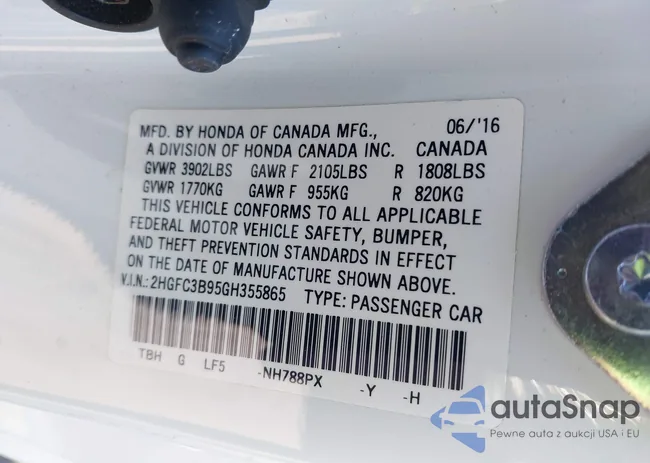 MFD. BY HONDA OF CANADA MFG., 06/'16
A DIVISION OF HONDA CANADA INC. CANADA
GVWR 3902LBS GAWR F 2105LBS R 1808LBS
GVWR 1770KG GAWR F 955KG R 820KG
THIS VEHICLE CONFORMS TO ALL APPLICABLE
FEDERAL MOTOR VEHICLE SAFETY, BUMPER,
AND THEFT PREVENTION STANDARDS IN EFFECT
ON THE DATE OF MANUFACTURE SHOWN ABOVE.
V.I.N.: 2HGFC3B95GH355865 TYPE: PASSENGER CAR
TBH G LF5 -NH788PX -Y -H
autaSnap
Pewne auta z aukcji USA i EU